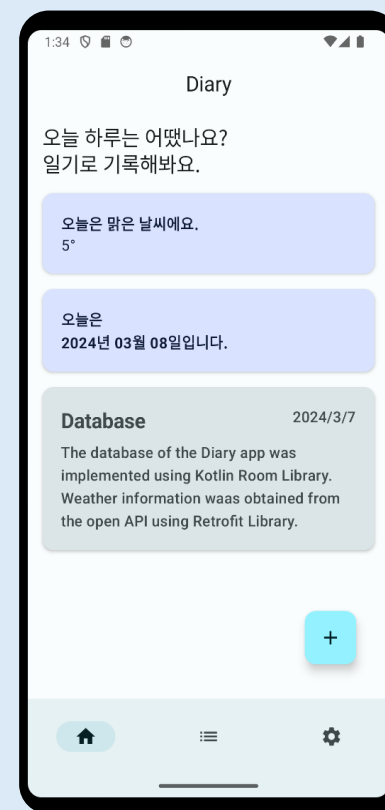 1:34
Diary
오늘 하루는 어땠나요?
일기로 기록해봐요.
오늘은 맑은 날씨에요.
5°
오늘은
2024년 03월 08일입니다.
Database 2024/3/7
The database of the Diary app was
implemented using Kotlin Room Library.
Weather information waas obtained from
the open API using Retrofit Library.
+